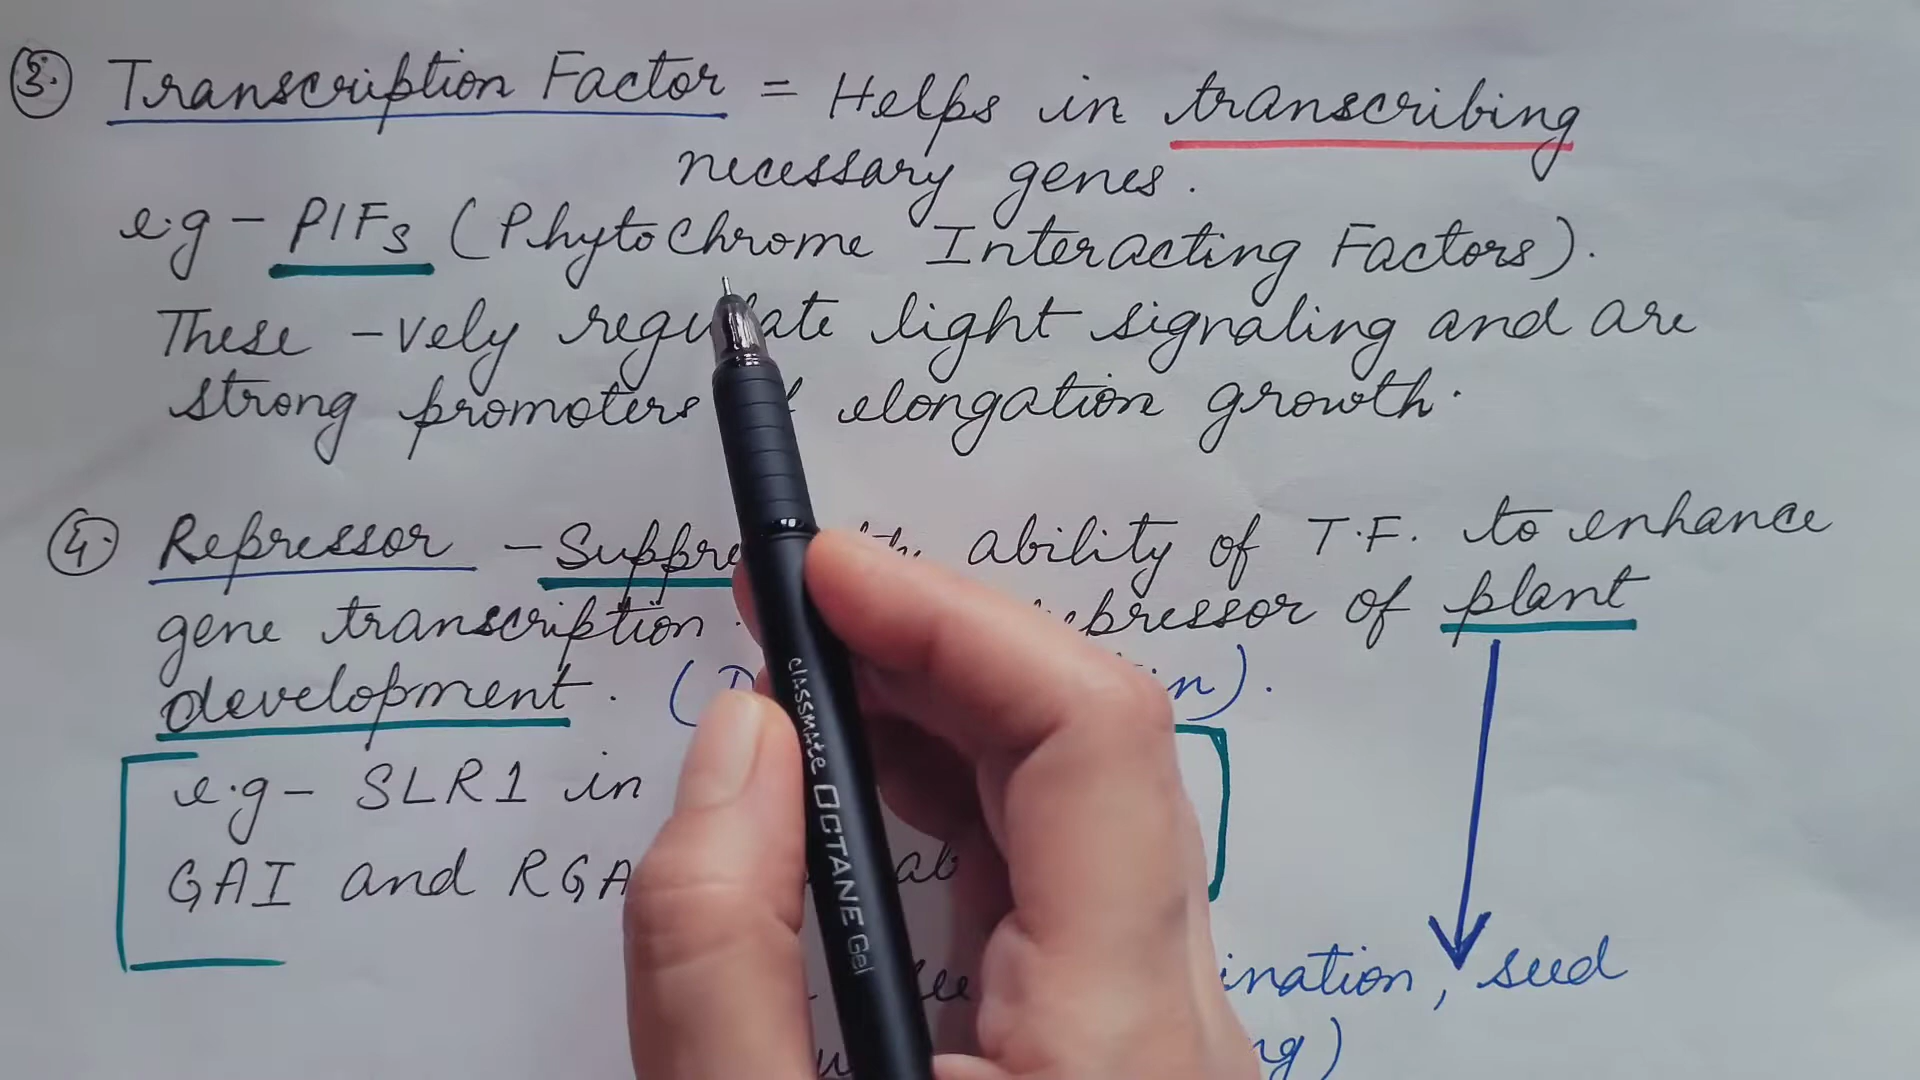 3. Transcription Factor = Helps in transcribing
necessary genes.
e.g - PIFs (Phytochrome Interacting Factors).
These -vely regulate light signaling and are
strong promoters elongation growth.
4. Repressor - ability of T.F. to enhance
gene transcription. of plant
development.
e.g - SLR1 in
GAI and RGA
, seed
classmate OCTANE Gel